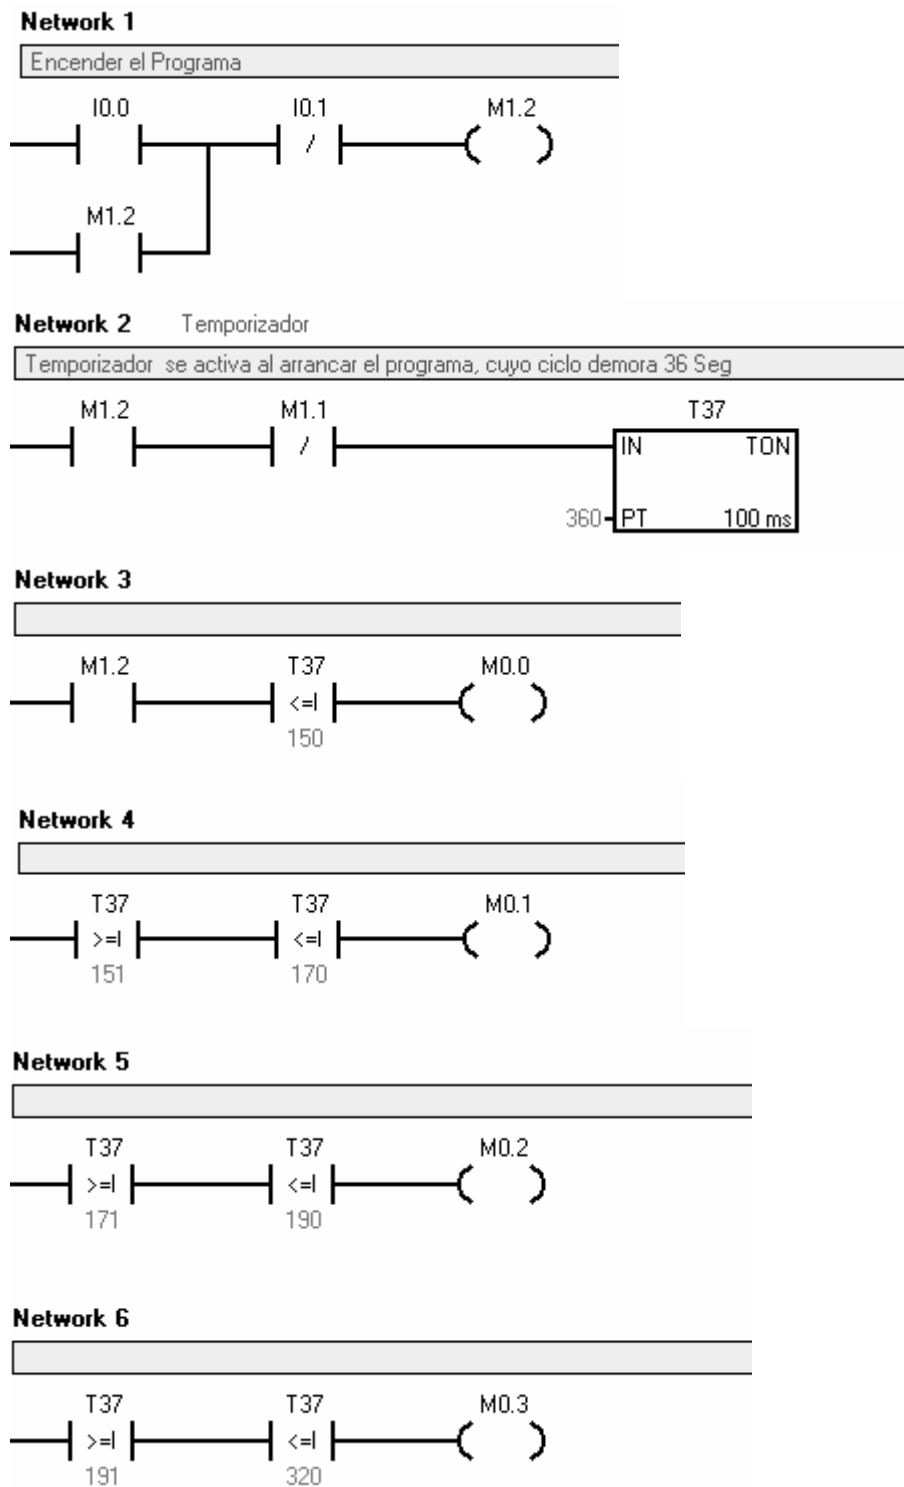 Network 1
Encender el Programa
I0.0 I0.1 M1.2
/
M1.2
Network 2 Temporizador
Temporizador se activa al arrancar el programa, cuyo ciclo demora 36 Seg
M1.2 M1.1 T37
/ IN TON
360 PT 100 ms
Network 3
M1.2 T37 M0.0
<=I
150
Network 4
T37 T37 M0.1
>=I <=I
151 170
Network 5
T37 T37 M0.2
>=I <=I
171 190
Network 6
T37 T37 M0.3
>=I <=I
191 320